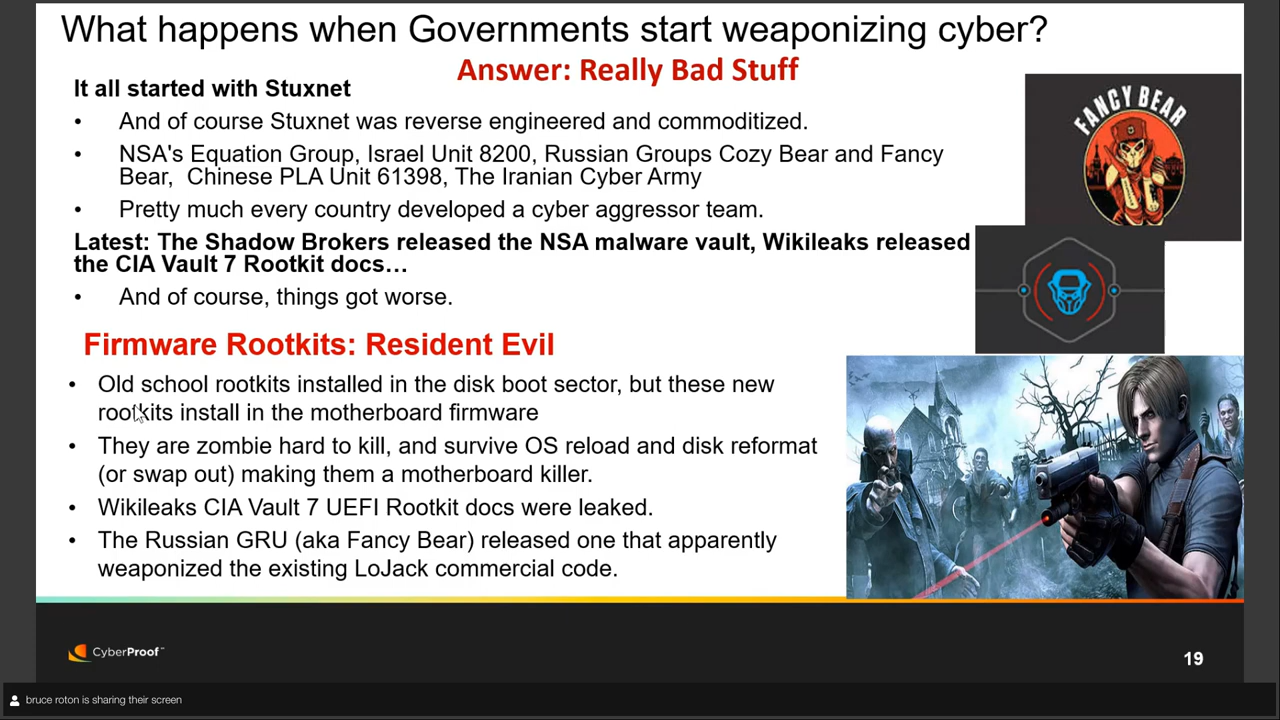 What happens when Governments start weaponizing cyber?
Answer: Really Bad Stuff
It all started with Stuxnet
• And of course Stuxnet was reverse engineered and commoditized.
• NSA's Equation Group, Israel Unit 8200, Russian Groups Cozy Bear and Fancy
Bear, Chinese PLA Unit 61398, The Iranian Cyber Army
• Pretty much every country developed a cyber aggressor team.
Latest: The Shadow Brokers released the NSA malware vault, Wikileaks released
the CIA Vault 7 Rootkit docs…
• And of course, things got worse.
FANCY BEAR
Firmware Rootkits: Resident Evil
• Old school rootkits installed in the disk boot sector, but these new
rootkits install in the motherboard firmware
• They are zombie hard to kill, and survive OS reload and disk reformat
(or swap out) making them a motherboard killer.
• Wikileaks CIA Vault 7 UEFI Rootkit docs were leaked.
• The Russian GRU (aka Fancy Bear) released one that apparently
weaponized the existing LoJack commercial code.
CyberProof™
19
bruce roton is sharing their screen